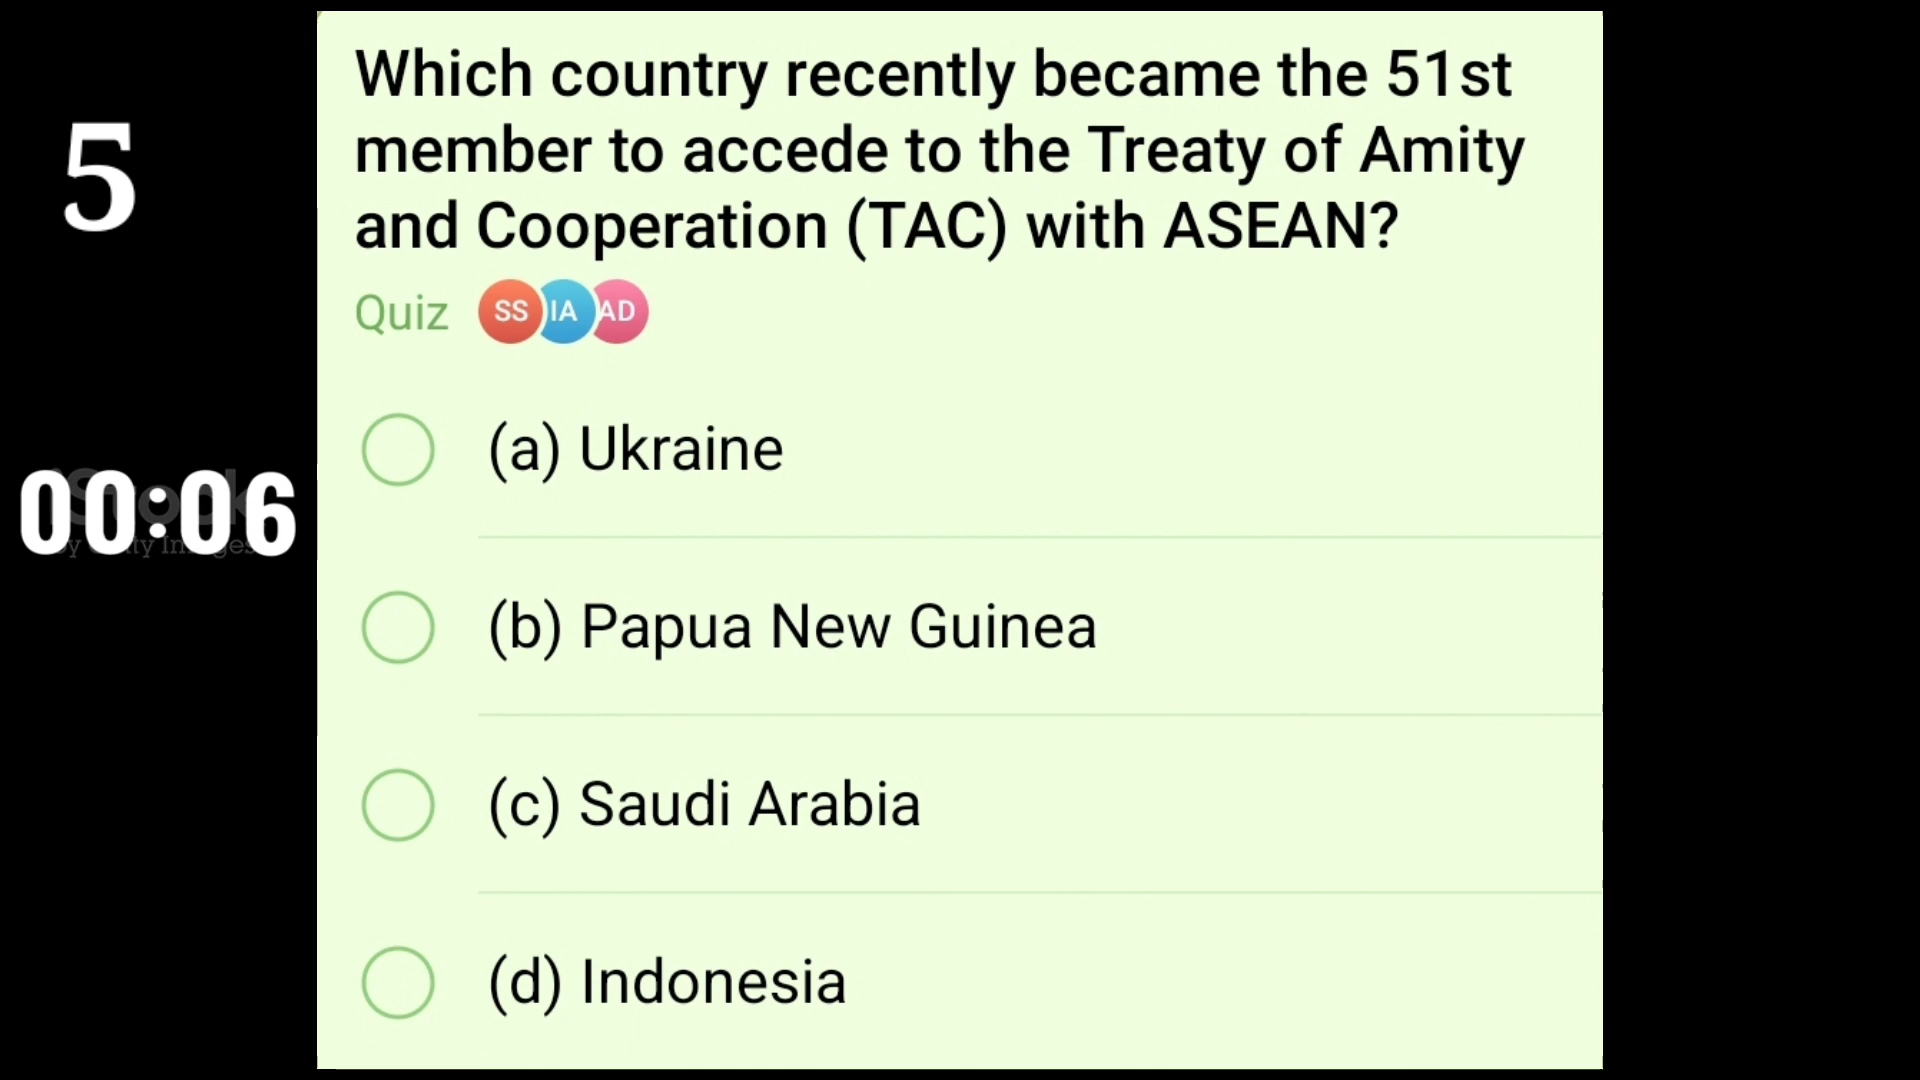 5
Which country recently became the 51st
member to accede to the Treaty of Amity
and Cooperation (TAC) with ASEAN?
Quiz SS IA AD
00:06
(a) Ukraine
(b) Papua New Guinea
(c) Saudi Arabia
(d) Indonesia